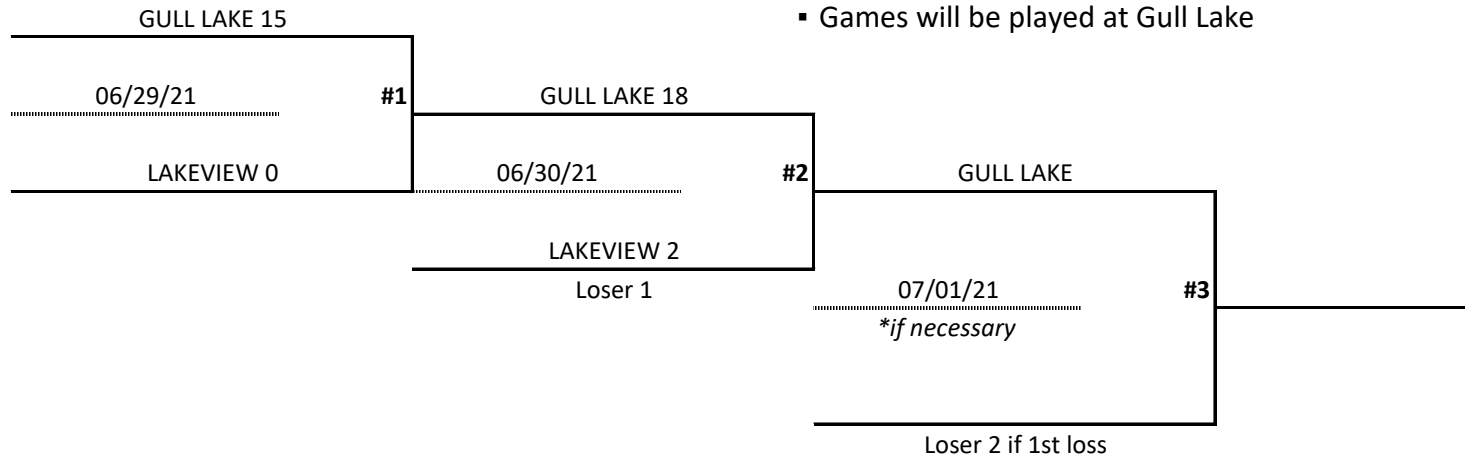 GULL LAKE 15
▪ Games will be played at Gull Lake
06/29/21
#1
GULL LAKE 18
LAKEVIEW 0
06/30/21
#2
GULL LAKE
LAKEVIEW 2
Loser 1
07/01/21
#3
*if necessary
Loser 2 if 1st loss